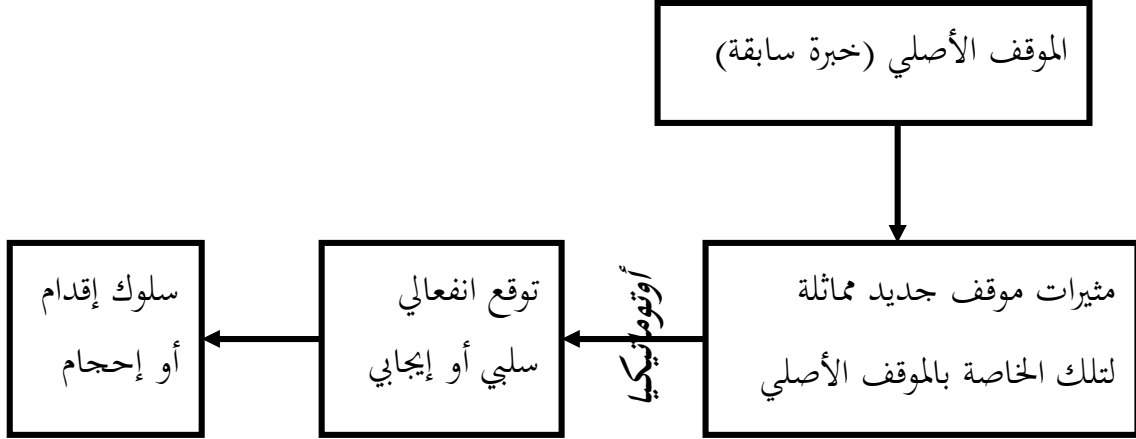 الموقف الأصلي (خبرة سابقة)
مثيرات موقف جديد مماثلة
لتلك الخاصة بالموقف الأصلي
أوتوماتيكيا
توقع انفعالي
سلبي أو إيجابي
سلوك إقدام
أو إحجام